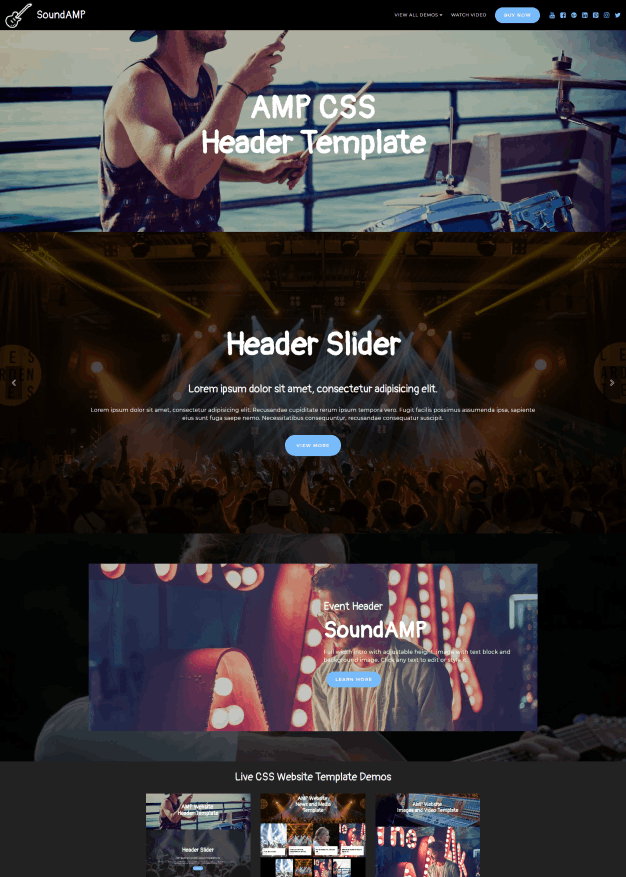 SoundAMP
VIEW ALL DEMOS
WATCH VIDEO
BUY NOW
AMP CSS
Header Template
Header Slider
Lorem ipsum dolor sit amet, consectetur adipisicing elit.
Lorem ipsum dolor sit amet, consectetur adipisicing elit. Recusandae cupiditate rerum ipsum tempora vero. Fugit facilis possimus assumenda ipsa, sapiente
eius sunt fuga saepe nemo. Necessitatibus consequuntur, recusandae consequatur suscipit.
VIEW MORE
Event Header
SoundAMP
Full width intro with adjustable height, image with text block and
background image. Click any text to edit or style it.
LEARN MORE
Live CSS Website Template Demos
AMP Website
Header Template
Header Slider
AMP Website
News and Media
Template
AMP Website
Images and Video Template